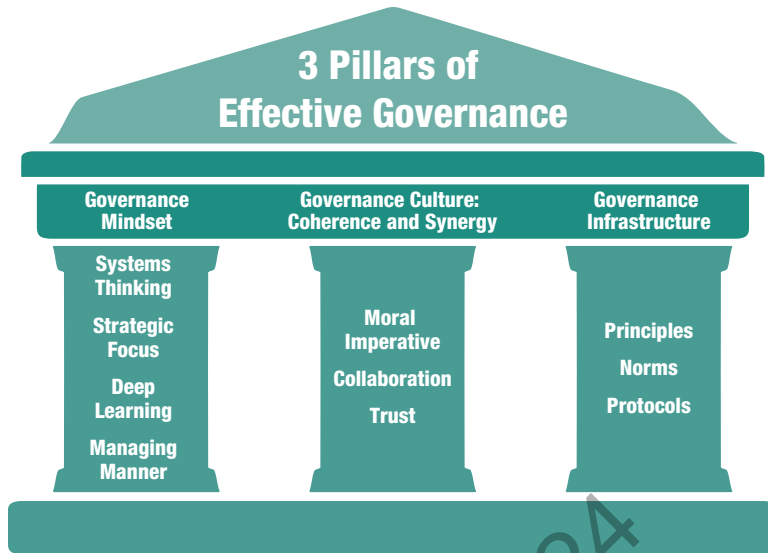 3 Pillars of
Effective Governance
Governance
Mindset
Governance Culture:
Coherence and Synergy
Governance
Infrastructure
Systems
Thinking
Strategic
Focus
Deep
Learning
Managing
Manner
Moral
Imperative
Collaboration
Trust
Principles
Norms
Protocols
24